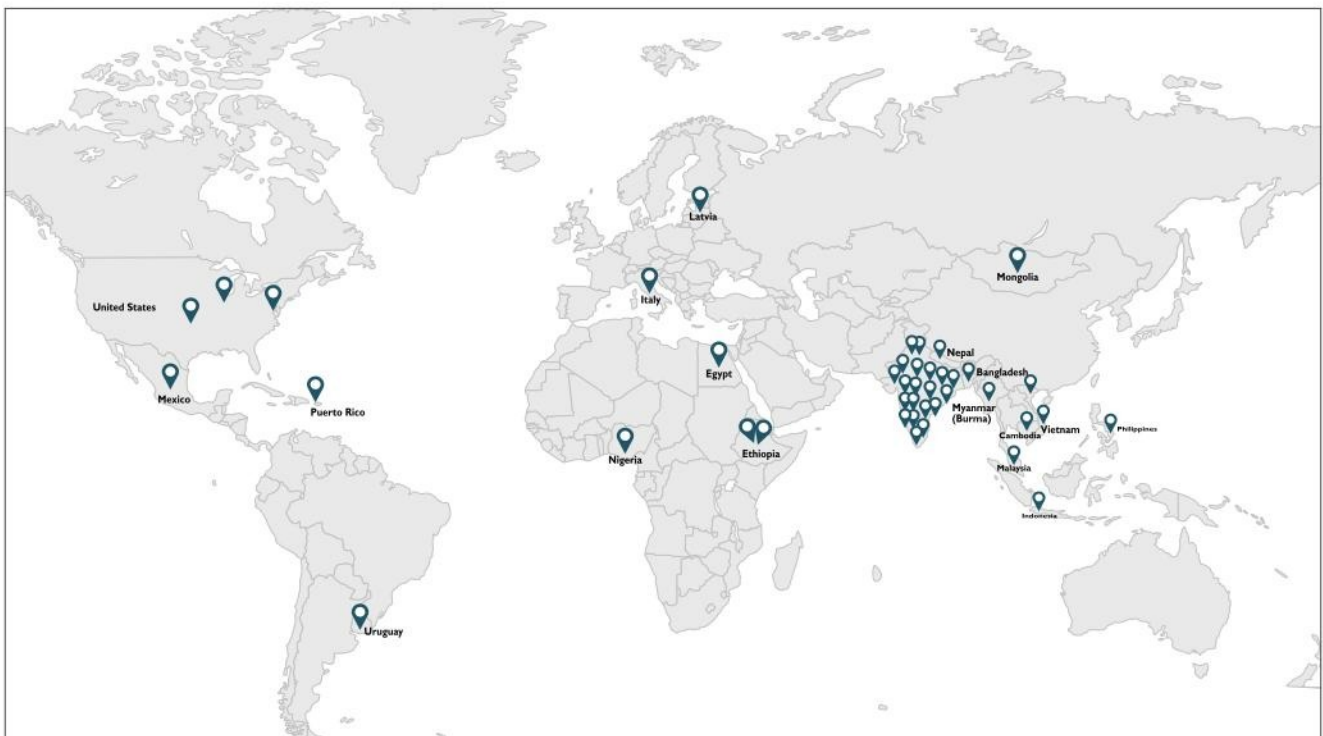 Latvia
Mongolia
United States
Italy
Nepal
Egypt
Bangladesh
Mexico
Puerto Rico
Myanmar
(Burma)
Vietnam
Philippines
Cambodia
Nigeria
Ethiopia
Malaysia
Indonesia
Uruguay